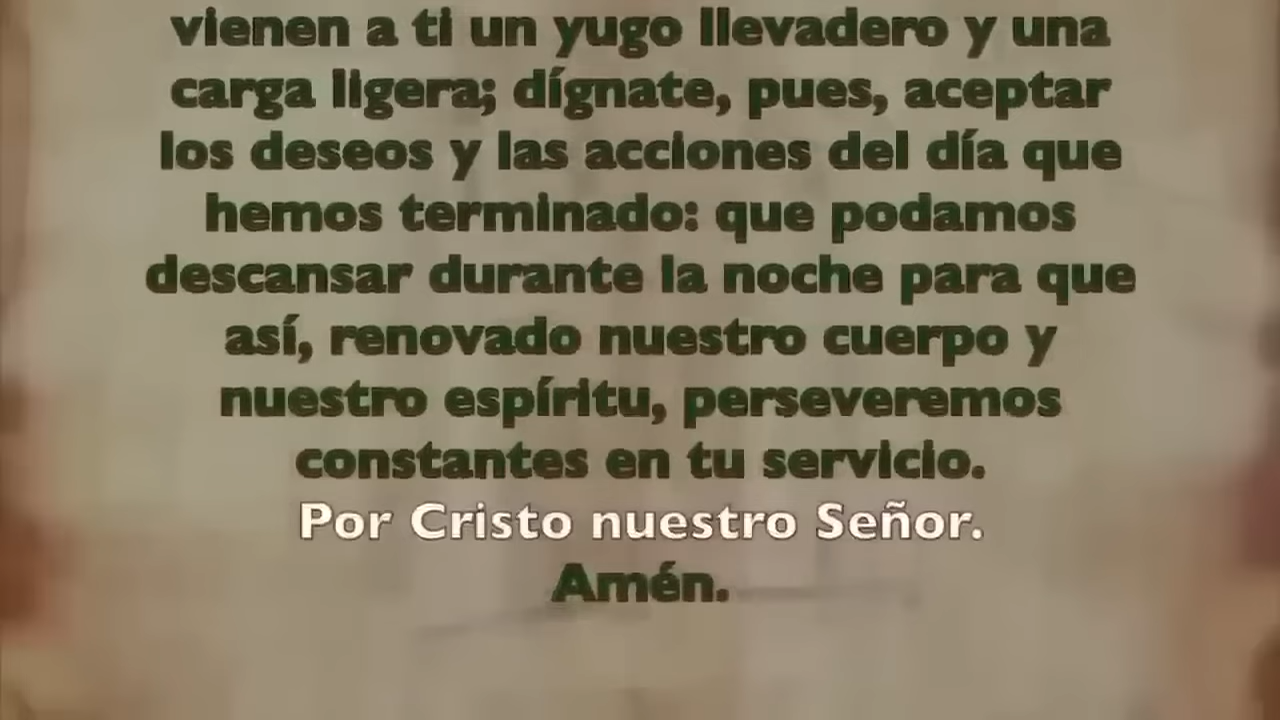 vienen a ti un yugo llevadero y una
carga ligera; dígnate, pues, aceptar
los deseos y las acciones del día que
hemos terminado: que podamos
descansar durante la noche para que
así, renovado nuestro cuerpo y
nuestro espíritu, perseveremos
constantes en tu servicio.
Por Cristo nuestro Señor.
Amén.